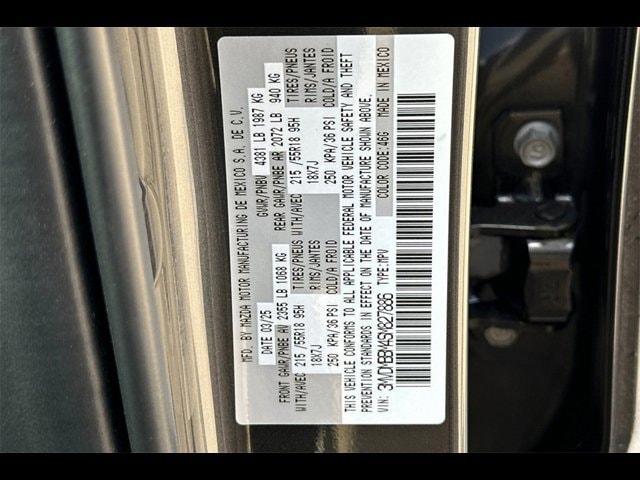 MFD. BY MAZDA MOTOR MANUFACTURING DE MEXICO S.A. DE C.V.
DATE 03/25 GVWR/PNBV 4381 LB 1987 KG
FRONT GAWR/PNBE AV 2355 LB 1068 KG REAR GAWR/PNBE AR 2072 LB 940 KG
WITH/AVEC 215 /55R18 95H TIRES/PNEUS WITH/AVEC 215 /55R18 95H TIRES/PNEUS
18X7J RIMS/JANTES 18X7J RIMS/JANTES
250 KPA/36 PSI COLD/A FROID 250 KPA/36 PSI COLD/A FROID
THIS VEHICLE CONFORMS TO ALL APPLICABLE FEDERAL MOTOR VEHICLE SAFETY AND THEFT
PREVENTION STANDARDS IN EFFECT ON THE DATE OF MANUFACTURE SHOWN ABOVE.
VIN: 3MVDMBBM4SM827886 TYPE:MPV COLOR CODE:46G MADE IN MEXICO